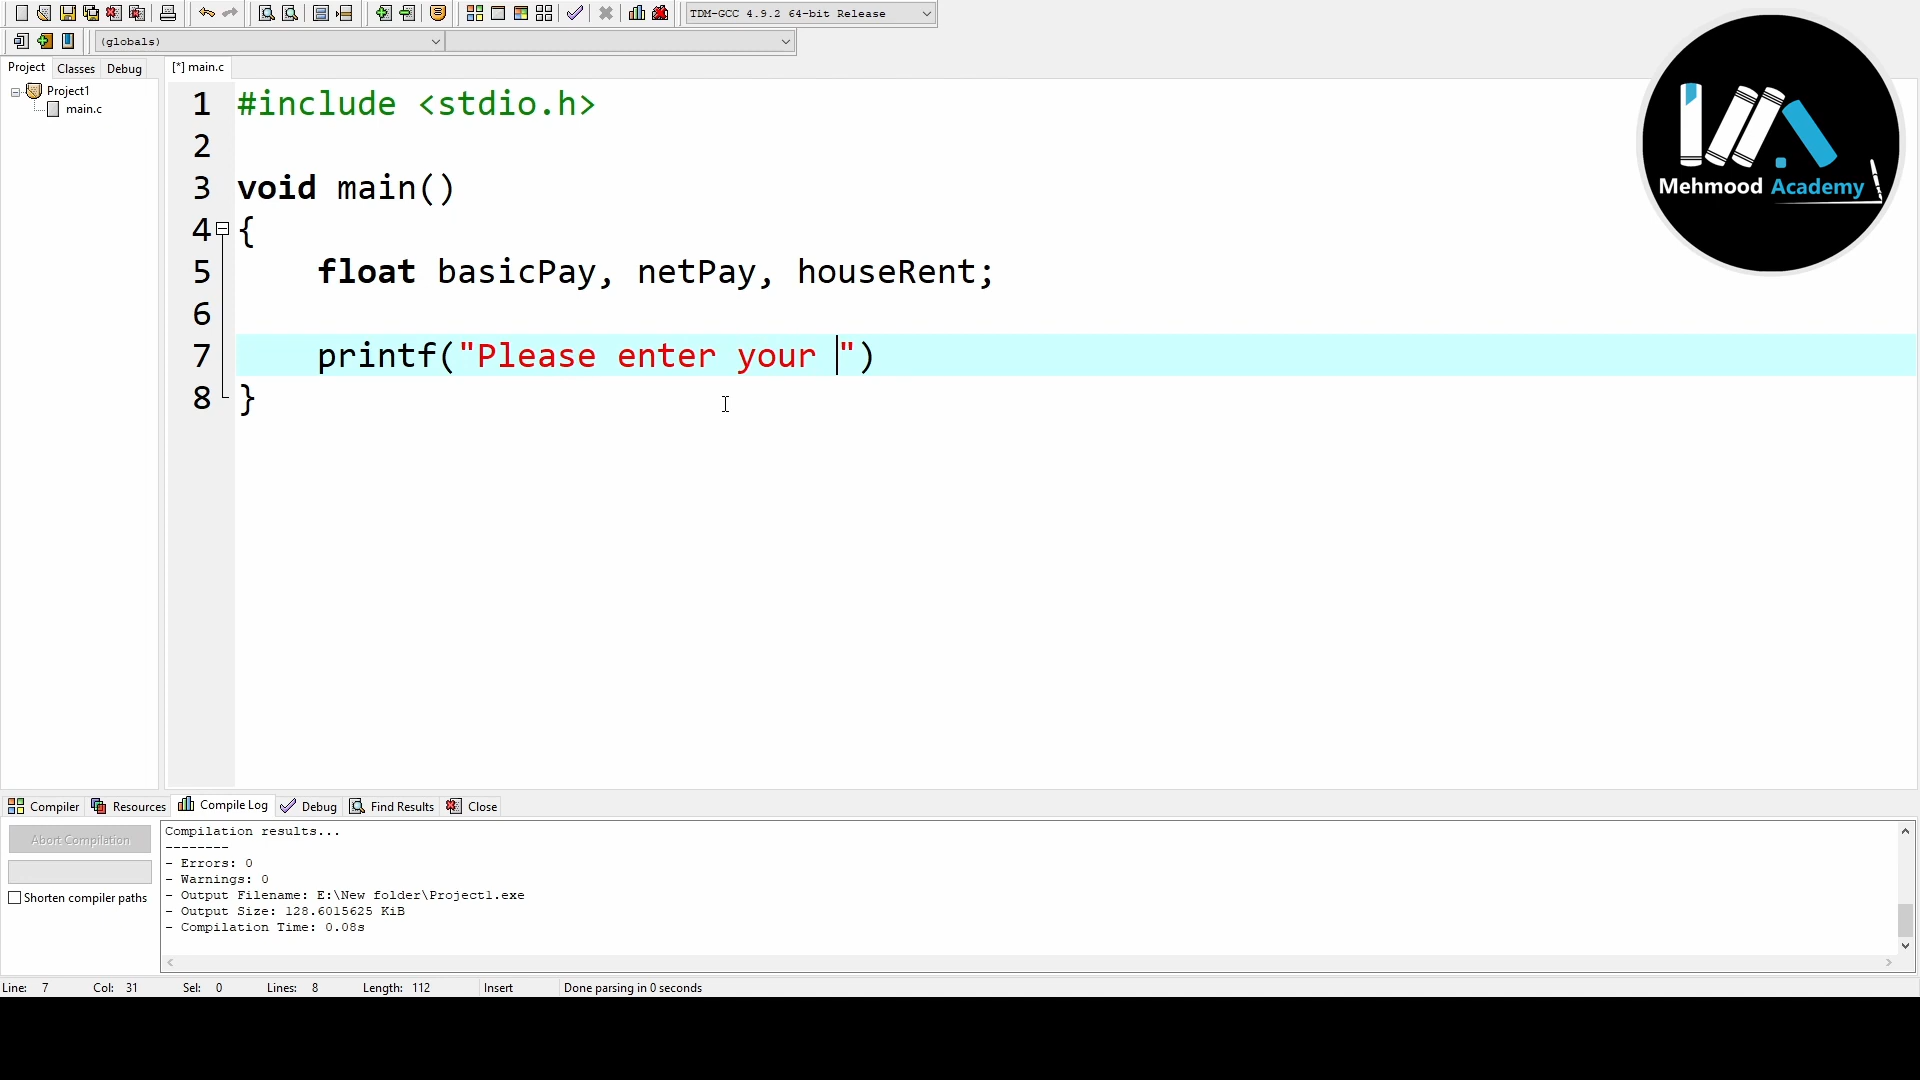 TDM-GCC 4.9.2 64-bit Release
(globals)
Project Classes Debug
[*] main.c
Project1
main.c
Mehmood Academy
1 #include <stdio.h>
2
3 void main()
4 {
5 float basicPay, netPay, houseRent;
6
7 printf("Please enter your ")
8 }
Compiler Resources Compile Log Debug Find Results Close
Abort Compilation
Shorten compiler paths
Compilation results...
--------
- Errors: 0
- Warnings: 0
- Output Filename: E:\New folder\Project1.exe
- Output Size: 128.6015625 KiB
- Compilation Time: 0.08s
Line: 7 Col: 31 Sel: 0 Lines: 8 Length: 112 Insert Done parsing in 0 seconds